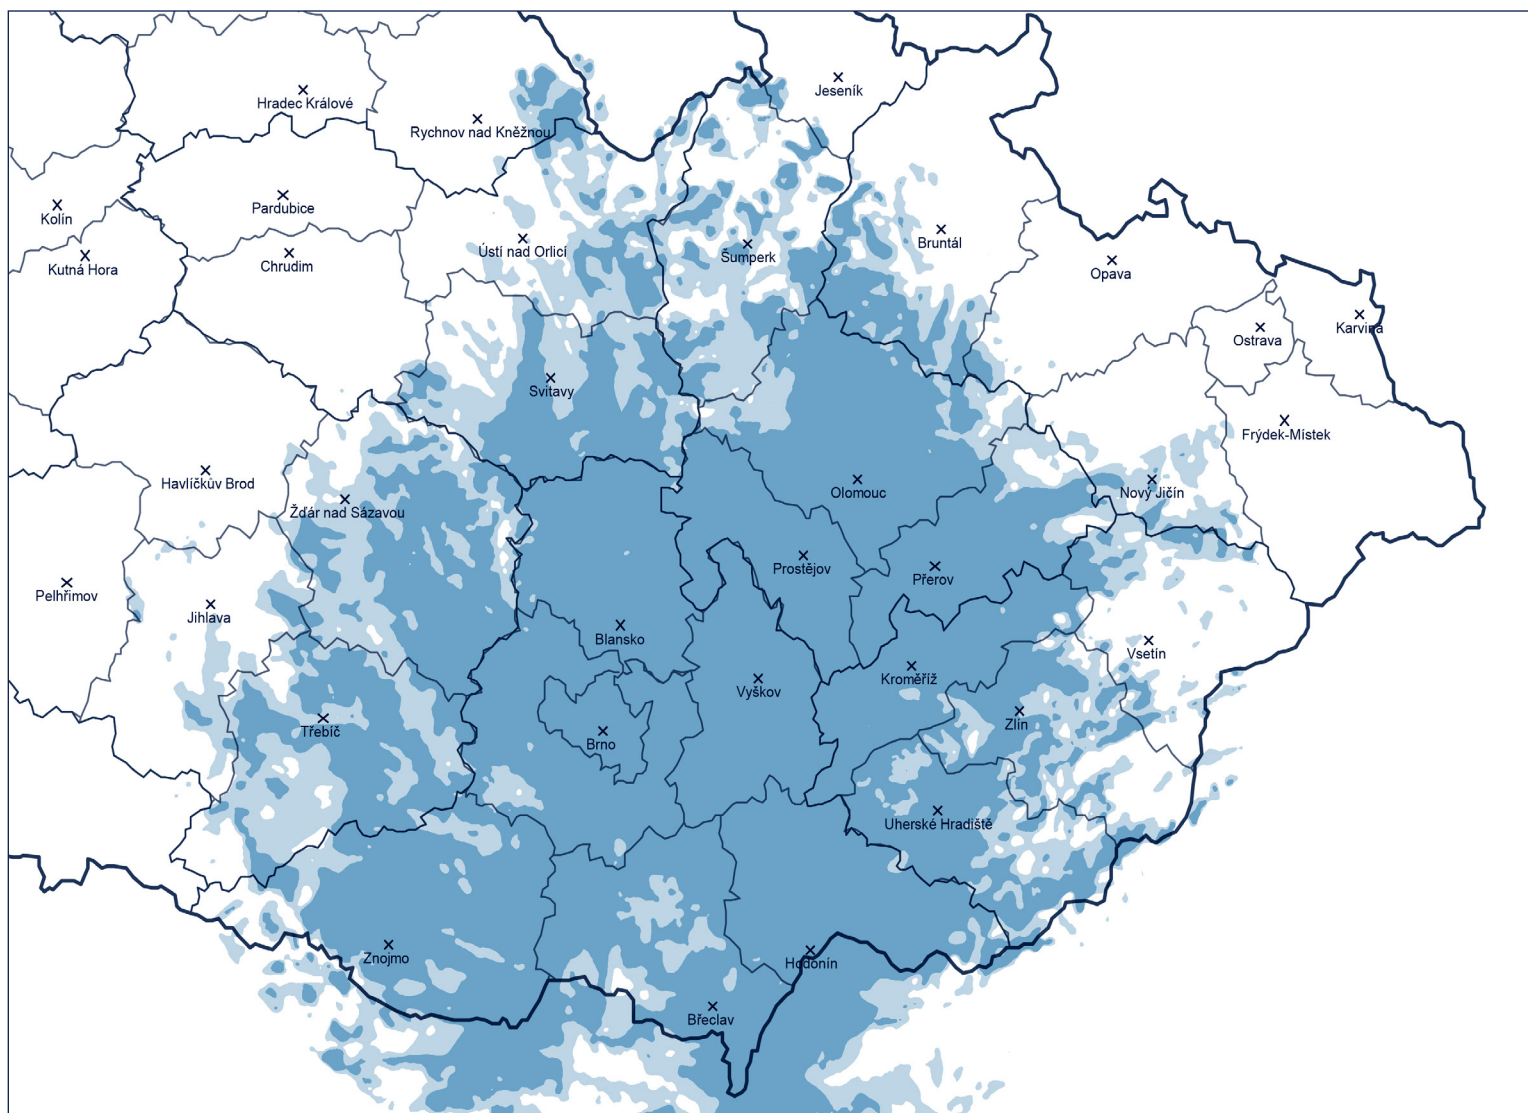 Jeseník
Hradec Králové
Rychnov nad Kněžnou
Kolín
Pardubice
Kutná Hora
Chrudim
Ústí nad Orlicí
Šumperk
Bruntál
Opava
Ostrava
Karviná
Svitavy
Frýdek-Místek
Havlíčkův Brod
Žďár nad Sázavou
Olomouc
Nový Jičín
Prostějov
Přerov
Pelhřimov
Jihlava
Blansko
Vsetín
Vyškov
Kroměříž
Třebíč
Brno
Zlín
Uherské Hradiště
Znojmo
Hodonín
Břeclav